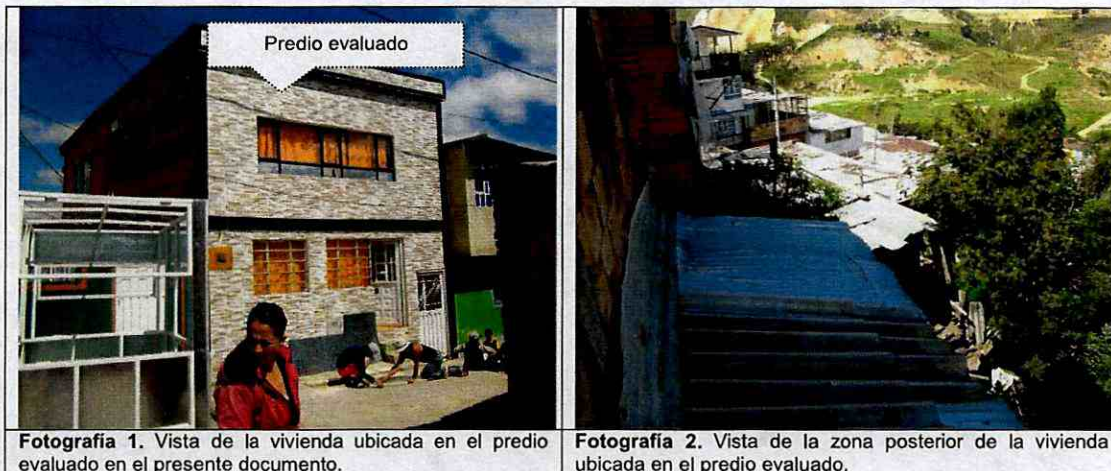 Predio evaluado
Fotografía 1. Vista de la vivienda ubicada en el predio
evaluado en el presente documento.
Fotografía 2. Vista de la zona posterior de la vivienda
ubicada en el predio evaluado.